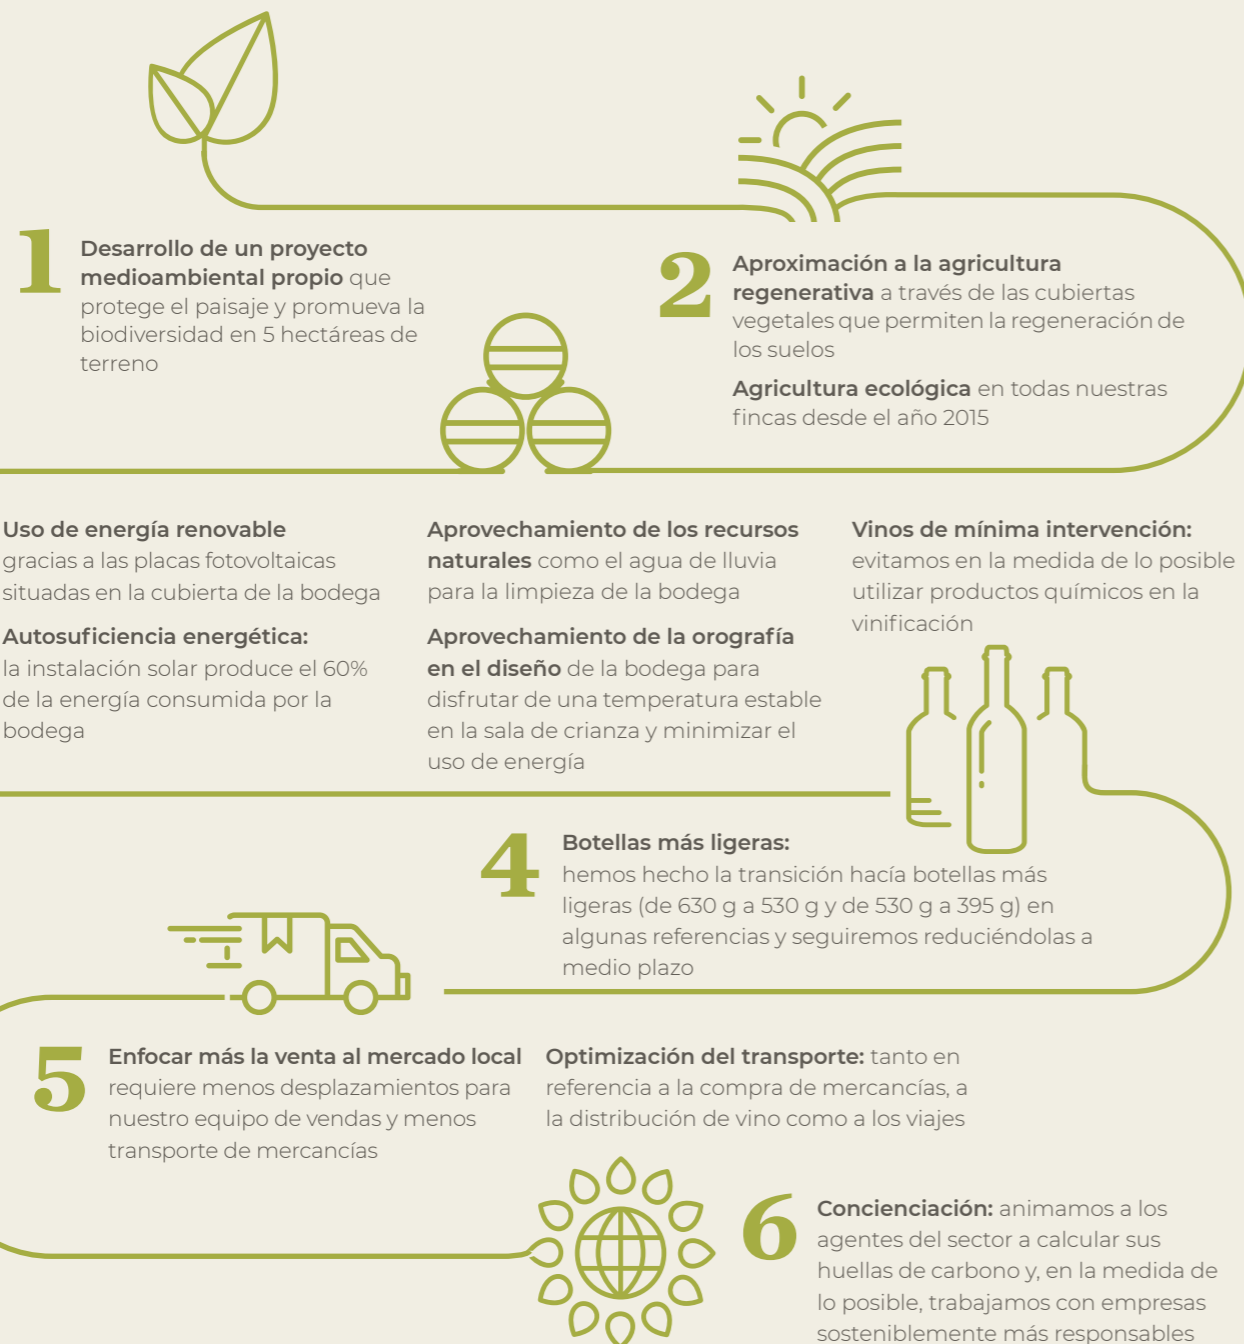 1
Desarrollo de un proyecto
medioambiental propio que
protege el paisaje y promueva la
biodiversidad en 5 hectáreas de
terreno
2
Aproximación a la agricultura
regenerativa a través de las cubiertas
vegetales que permiten la regeneración de
los suelos
Agricultura ecológica en todas nuestras
fincas desde el año 2015
Uso de energía renovable
gracias a las placas fotovoltaicas
situadas en la cubierta de la bodega
Autosuficiencia energética:
la instalación solar produce el 60%
de la energía consumida por la
bodega
Aprovechamiento de los recursos
naturales como el agua de lluvia
para la limpieza de la bodega
Aprovechamiento de la orografía
en el diseño de la bodega para
disfrutar de una temperatura estable
en la sala de crianza y minimizar el
uso de energía
Vinos de mínima intervención:
evitamos en la medida de lo posible
utilizar productos químicos en la
vinificación
4
Botellas más ligeras:
hemos hecho la transición hacía botellas más
ligeras (de 630 g a 530 g y de 530 g a 395 g) en
algunas referencias y seguiremos reduciéndolas a
medio plazo
5
Enfocar más la venta al mercado local
requiere menos desplazamientos para
nuestro equipo de vendas y menos
transporte de mercancías
Optimización del transporte: tanto en
referencia a la compra de mercancías, a
la distribución de vino como a los viajes
6
Concienciación: animamos a los
agentes del sector a calcular sus
huellas de carbono y, en la medida de
lo posible, trabajamos con empresas
sosteniblemente más responsables